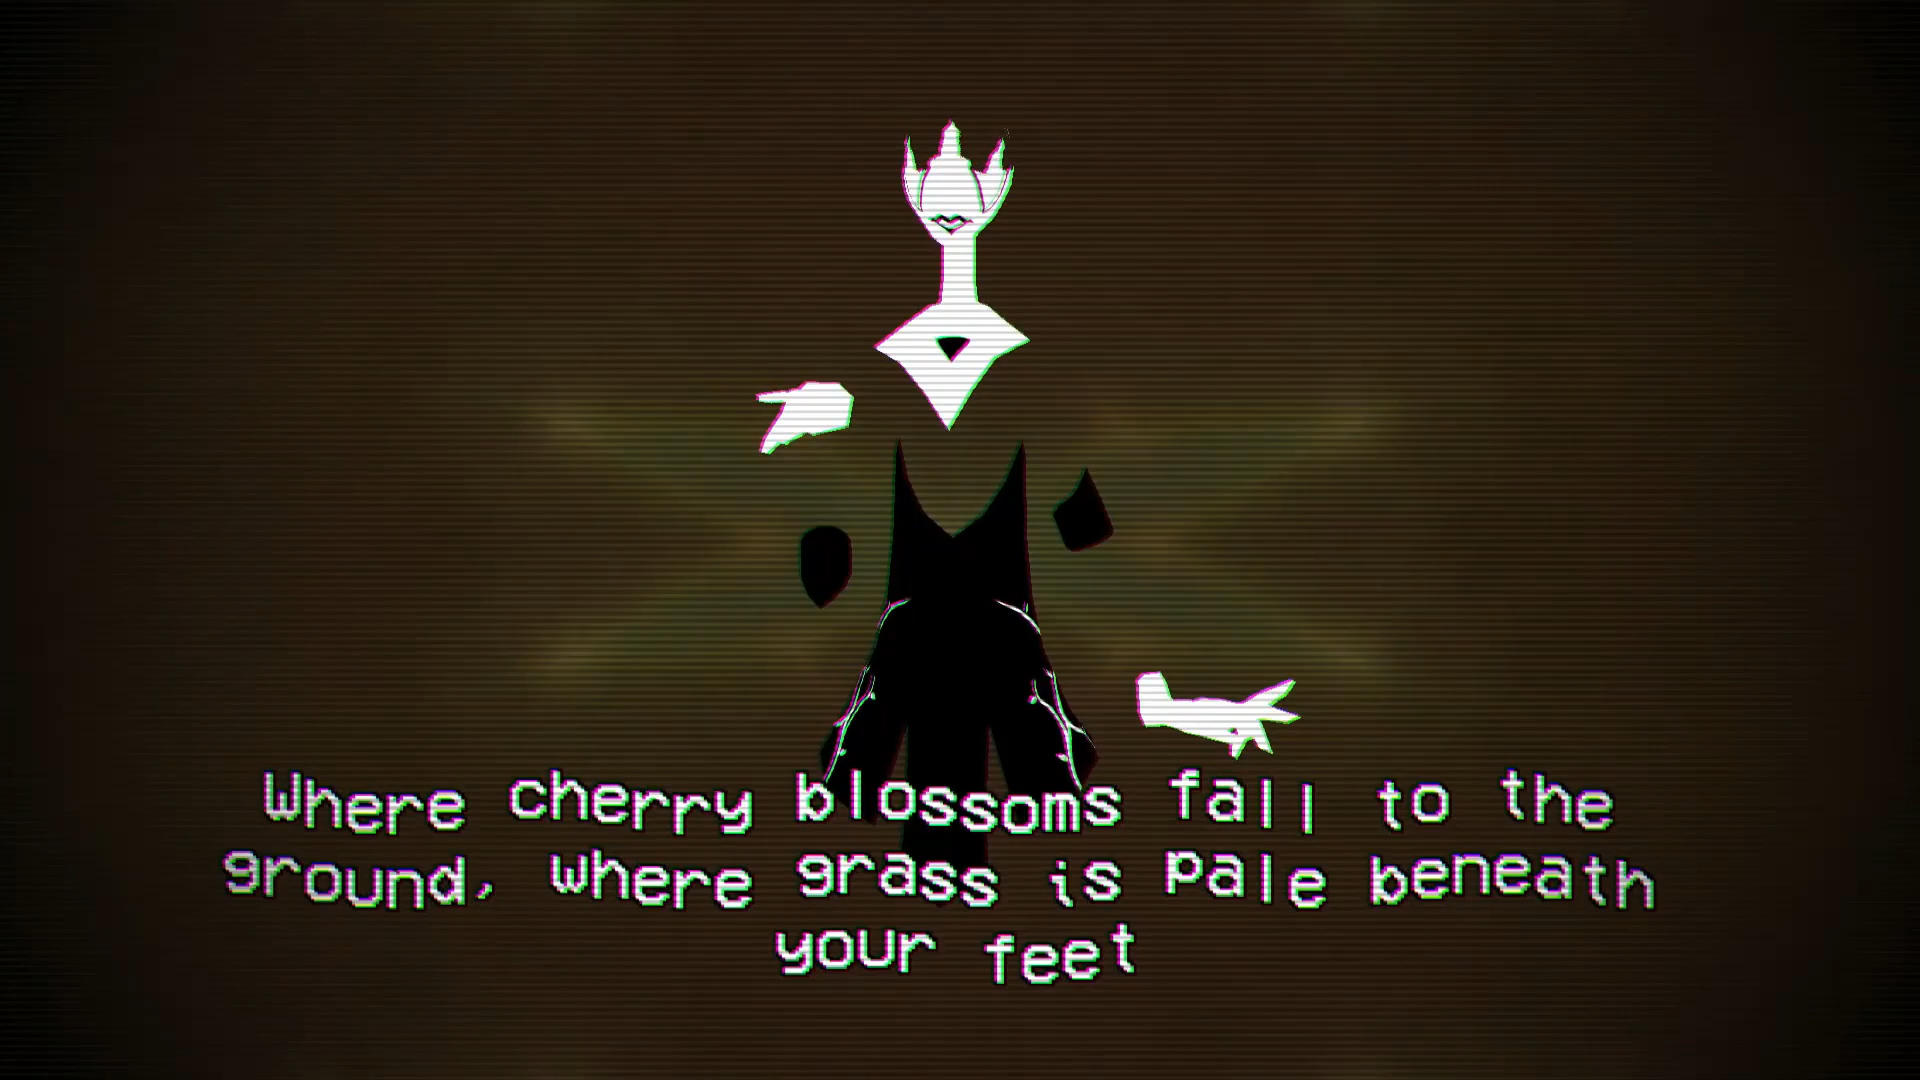 Where cherry blossoms fall to the
ground, where grass is pale beneath
your feet